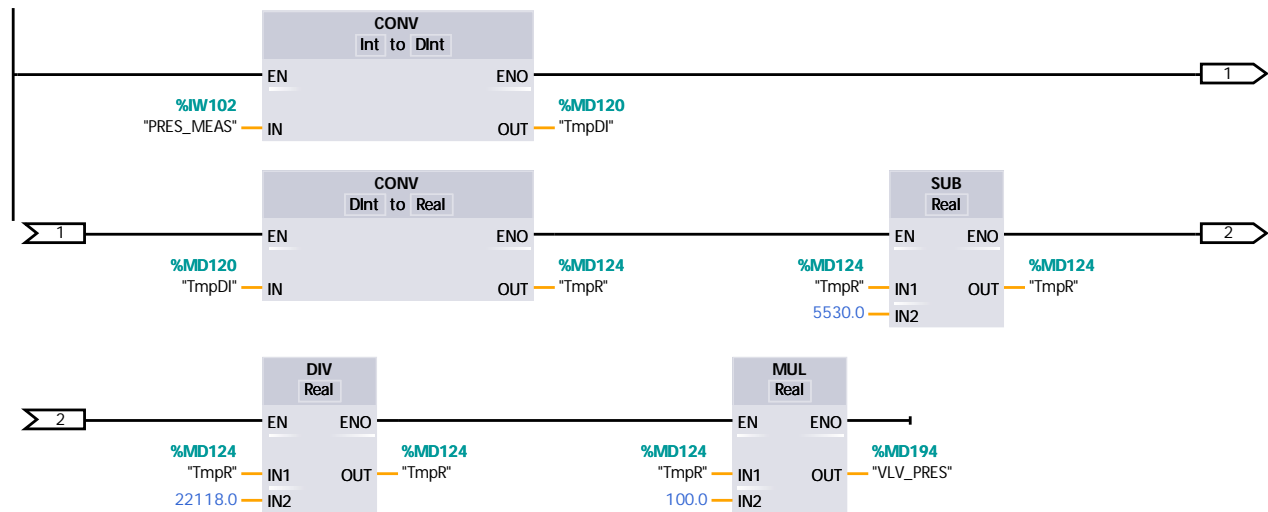 CONV
Int to DInt
EN ENO
1
%IW102 %MD120
"PRES_MEAS" IN OUT "TmpDI"
CONV SUB
DInt to Real Real
1 EN ENO EN ENO 2
%MD120 %MD124 %MD124 %MD124
"TmpDI" IN OUT "TmpR" "TmpR" IN1 OUT "TmpR"
5530.0 IN2
DIV MUL
Real Real
2 EN ENO EN ENO
%MD124 %MD124 %MD124 %MD194
"TmpR" IN1 OUT "TmpR" "TmpR" IN1 OUT "VLV_PRES"
22118.0 IN2 100.0 IN2